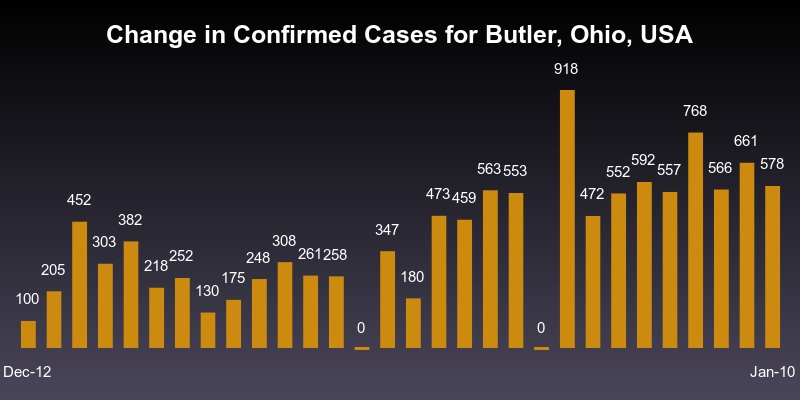 Change in Confirmed Cases for Butler, Ohio, USA
100 205 452 303 382 218 252 130 175 248 308 261 258 0 347 180 473 459 563 553 0 918 472 552 592 557 768 566 661 578
Dec-12 Jan-10